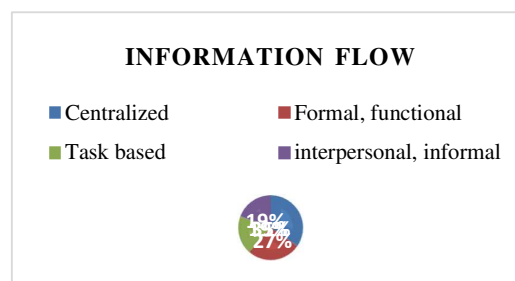 INFORMATION FLOW
Centralized
Formal, functional
Task based
interpersonal, informal
19%
27%